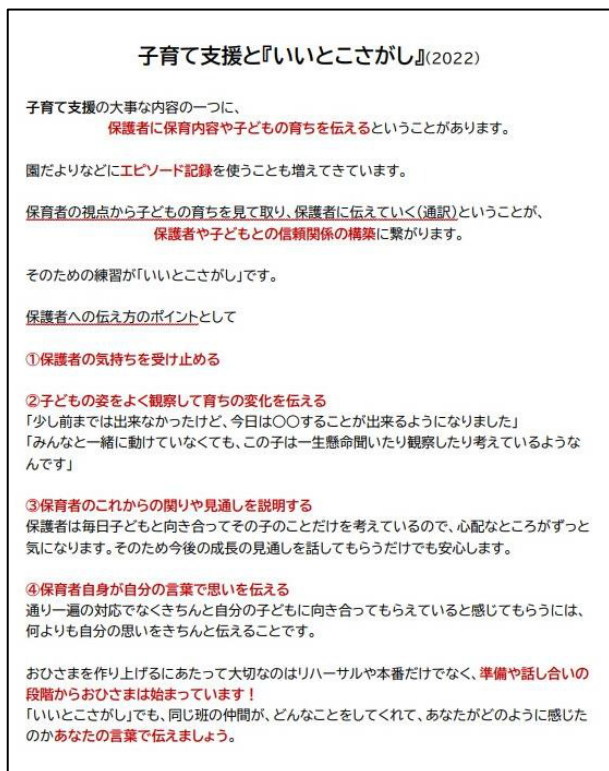 子育て支援と『いいとこさがし』(2022)
子育て支援の大事な内容の一つに、
保護者に保育内容や子どもの育ちを伝えるということがあります。
園だよりなどにエピソード記録を使うことも増えてきています。
保育者の視点から子どもの育ちを見て取り、保護者に伝えていく(通訳)ということが、
保護者や子どもとの信頼関係の構築に繋がります。
そのための練習が「いいとこさがし」です。
保護者への伝え方のポイントとして
①保護者の気持ちを受け止める
②子どもの姿をよく観察して育ちの変化を伝える
「少し前までは出来なかったけど、今日は〇〇することが出来るようになりました」
「みんなと一緒に動けていなくても、この子は一生懸命聞いたり観察したり考えているような
んです」
③保育者のこれからの関りや見通しを説明する
保護者は毎日子どもと向き合ってその子のことだけを考えているので、心配なところがずっと
気になります。そのため今後の成長の見通しを話してもらうだけでも安心します。
④保育者自身が自分の言葉で思いを伝える
通り一遍の対応でなくきちんと自分の子どもに向き合ってもらえていると感じてもらうには、
何よりも自分の思いをきちんと伝えることです。
おひさまを作り上げるにあたって大切なのはリハーサルや本番だけでなく、準備や話し合いの
段階からおひさまは始まっています！
「いいとこさがし」でも、同じ班の仲間が、どんなことをしてくれて、あなたがどのように感じた
のかあなたの言葉で伝えましょう。